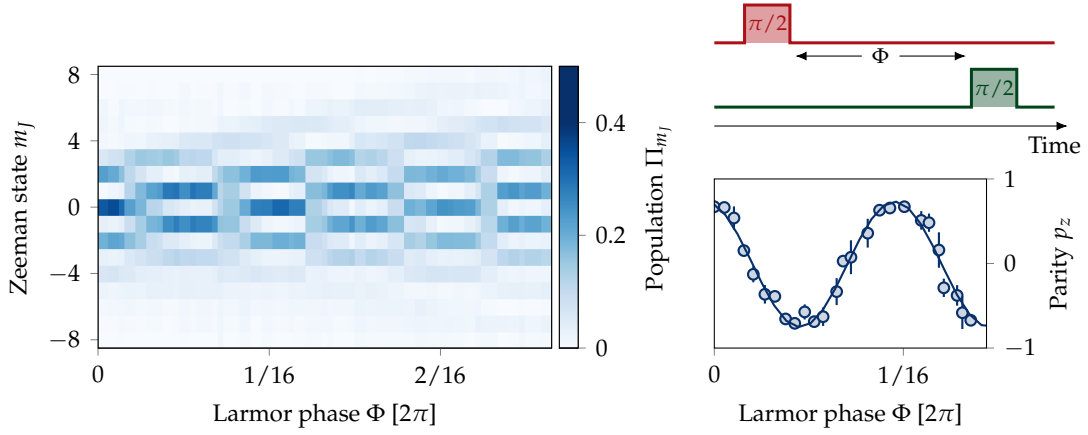 8
4
0
−4
−8
Zeeman state m_J
0
1/16
2/16
Larmor phase Φ [2π]
0.4
0.2
0
Population Π_{m_J}
π/2
Φ
π/2
Time
1
0
−1
Parity p_z
0
1/16
Larmor phase Φ [2π]